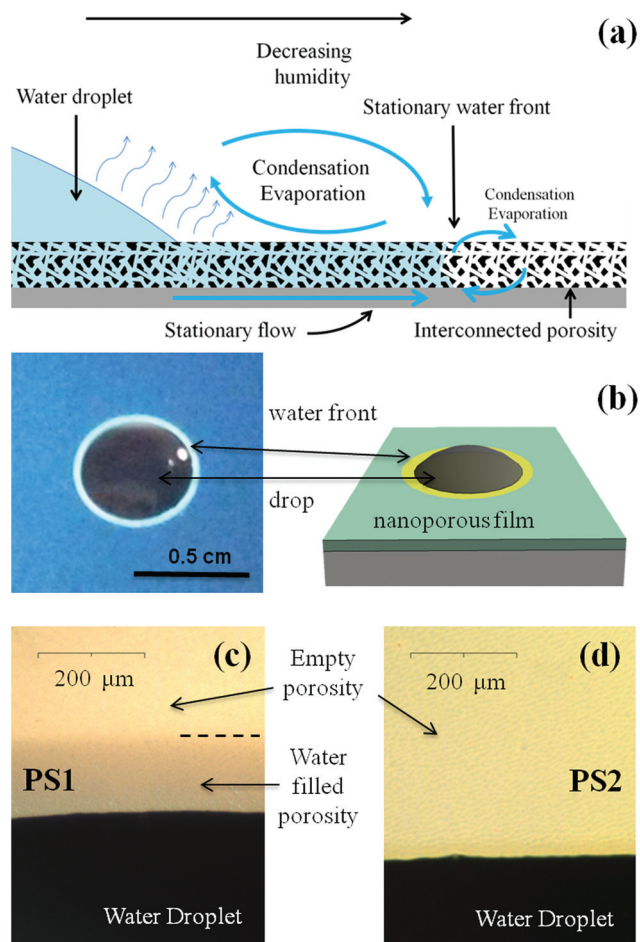 (a)
Decreasing
humidity
Water droplet
Stationary water front
Condensation
Evaporation
Condensation
Evaporation
Stationary flow
Interconnected porosity
(b)
water front
drop
nanoporous film
0.5 cm
(c)
(d)
200 μm
200 μm
Empty
porosity
PS1
Water
filled
porosity
PS2
Water Droplet
Water Droplet